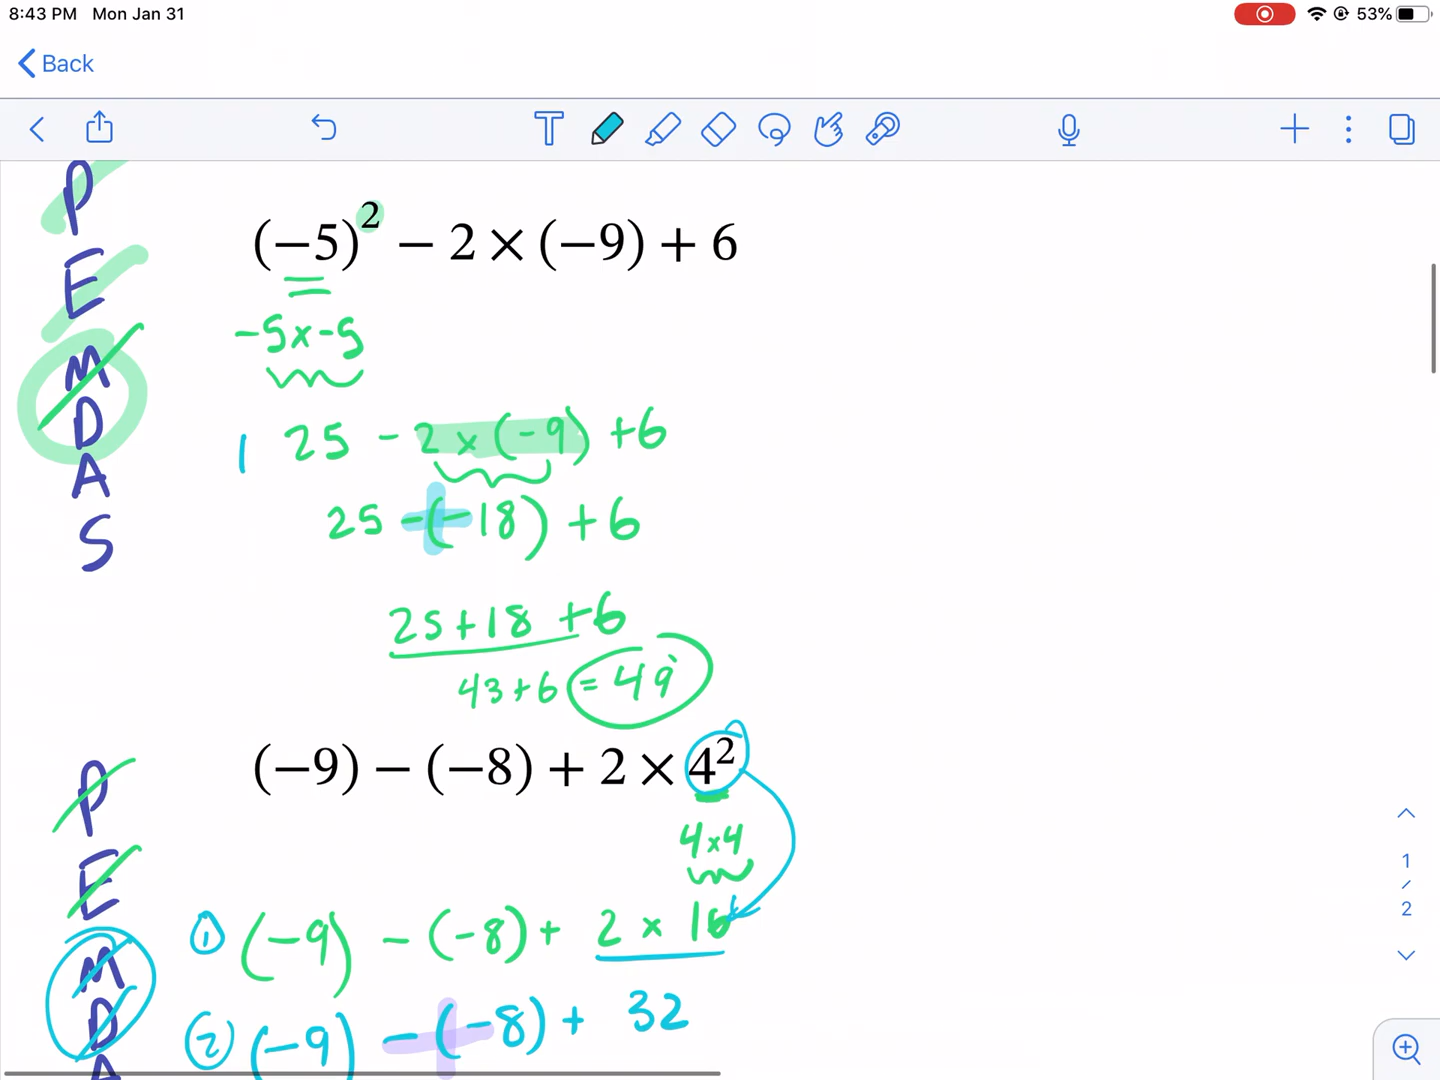 8:43 PM Mon Jan 31
53%
Back
P
E
M
D
A
S
(−5)² − 2 × (−9) + 6
-5x-5
1 25 - 2 x (-9) +6
25 -(-18) +6
25+18 +6
43+6 = 49
(−9) − (−8) + 2 × 4²
4x4
P
E
M
D
A
① (-9) - (-8) + 2 x 16
② (-9) -(-8) + 32
1
/
2